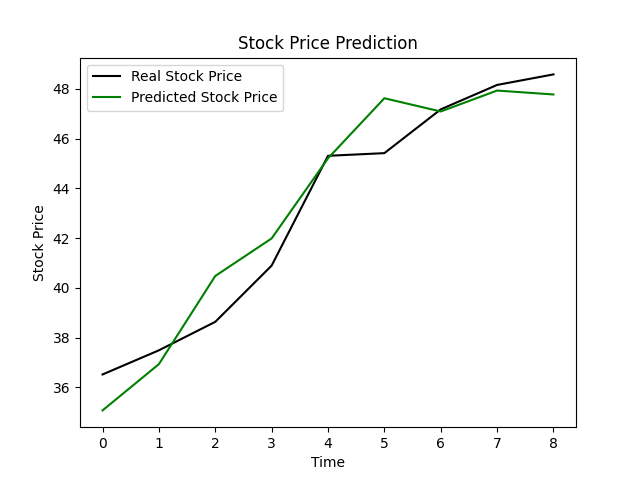 Stock Price Prediction
Real Stock Price
Predicted Stock Price
48
46
44
42
40
38
36
Stock Price
0 1 2 3 4 5 6 7 8
Time